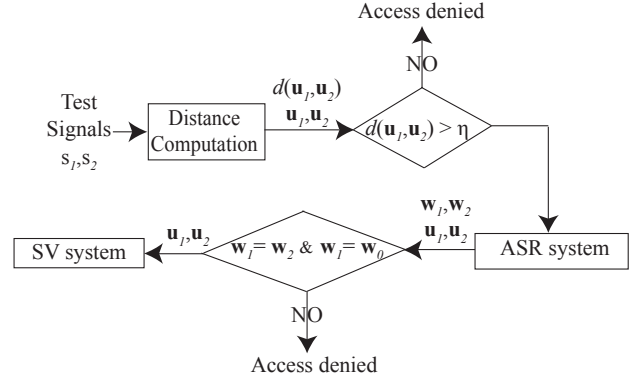 Access denied
NO
Test
Signals
s1,s2
Distance
Computation
d(u1,u2)
u1,u2
d(u1,u2) > η
w1,w2
u1,u2
ASR system
w1= w2 & w1= w0
u1,u2
SV system
NO
Access denied